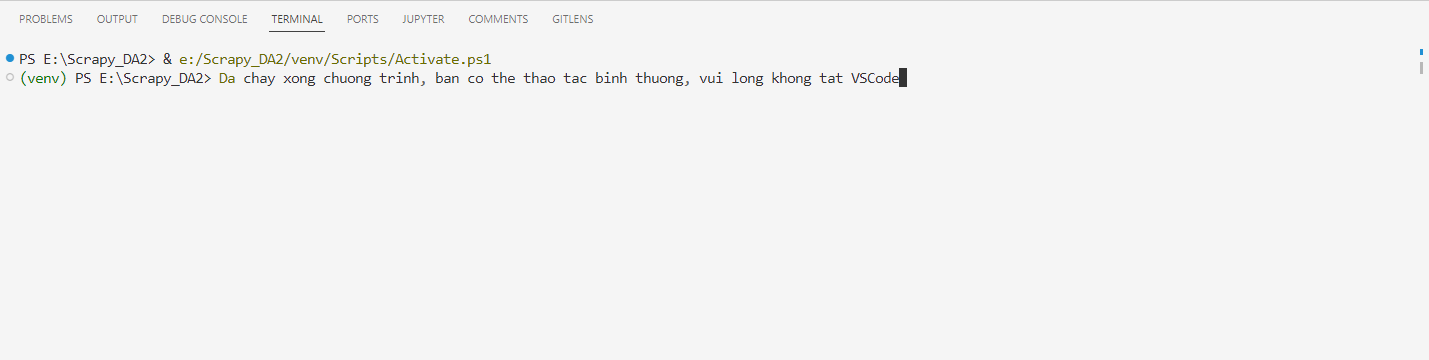 PROBLEMS OUTPUT DEBUG CONSOLE TERMINAL PORTS JUPYTER COMMENTS GITLENS
PS E:\Scrapy_DA2> & e:/Scrapy_DA2/venv/Scripts/Activate.ps1
(venv) PS E:\Scrapy_DA2> Da chay xong chuong trinh, ban co the thao tac binh thuong, vui long khong tat VSCode